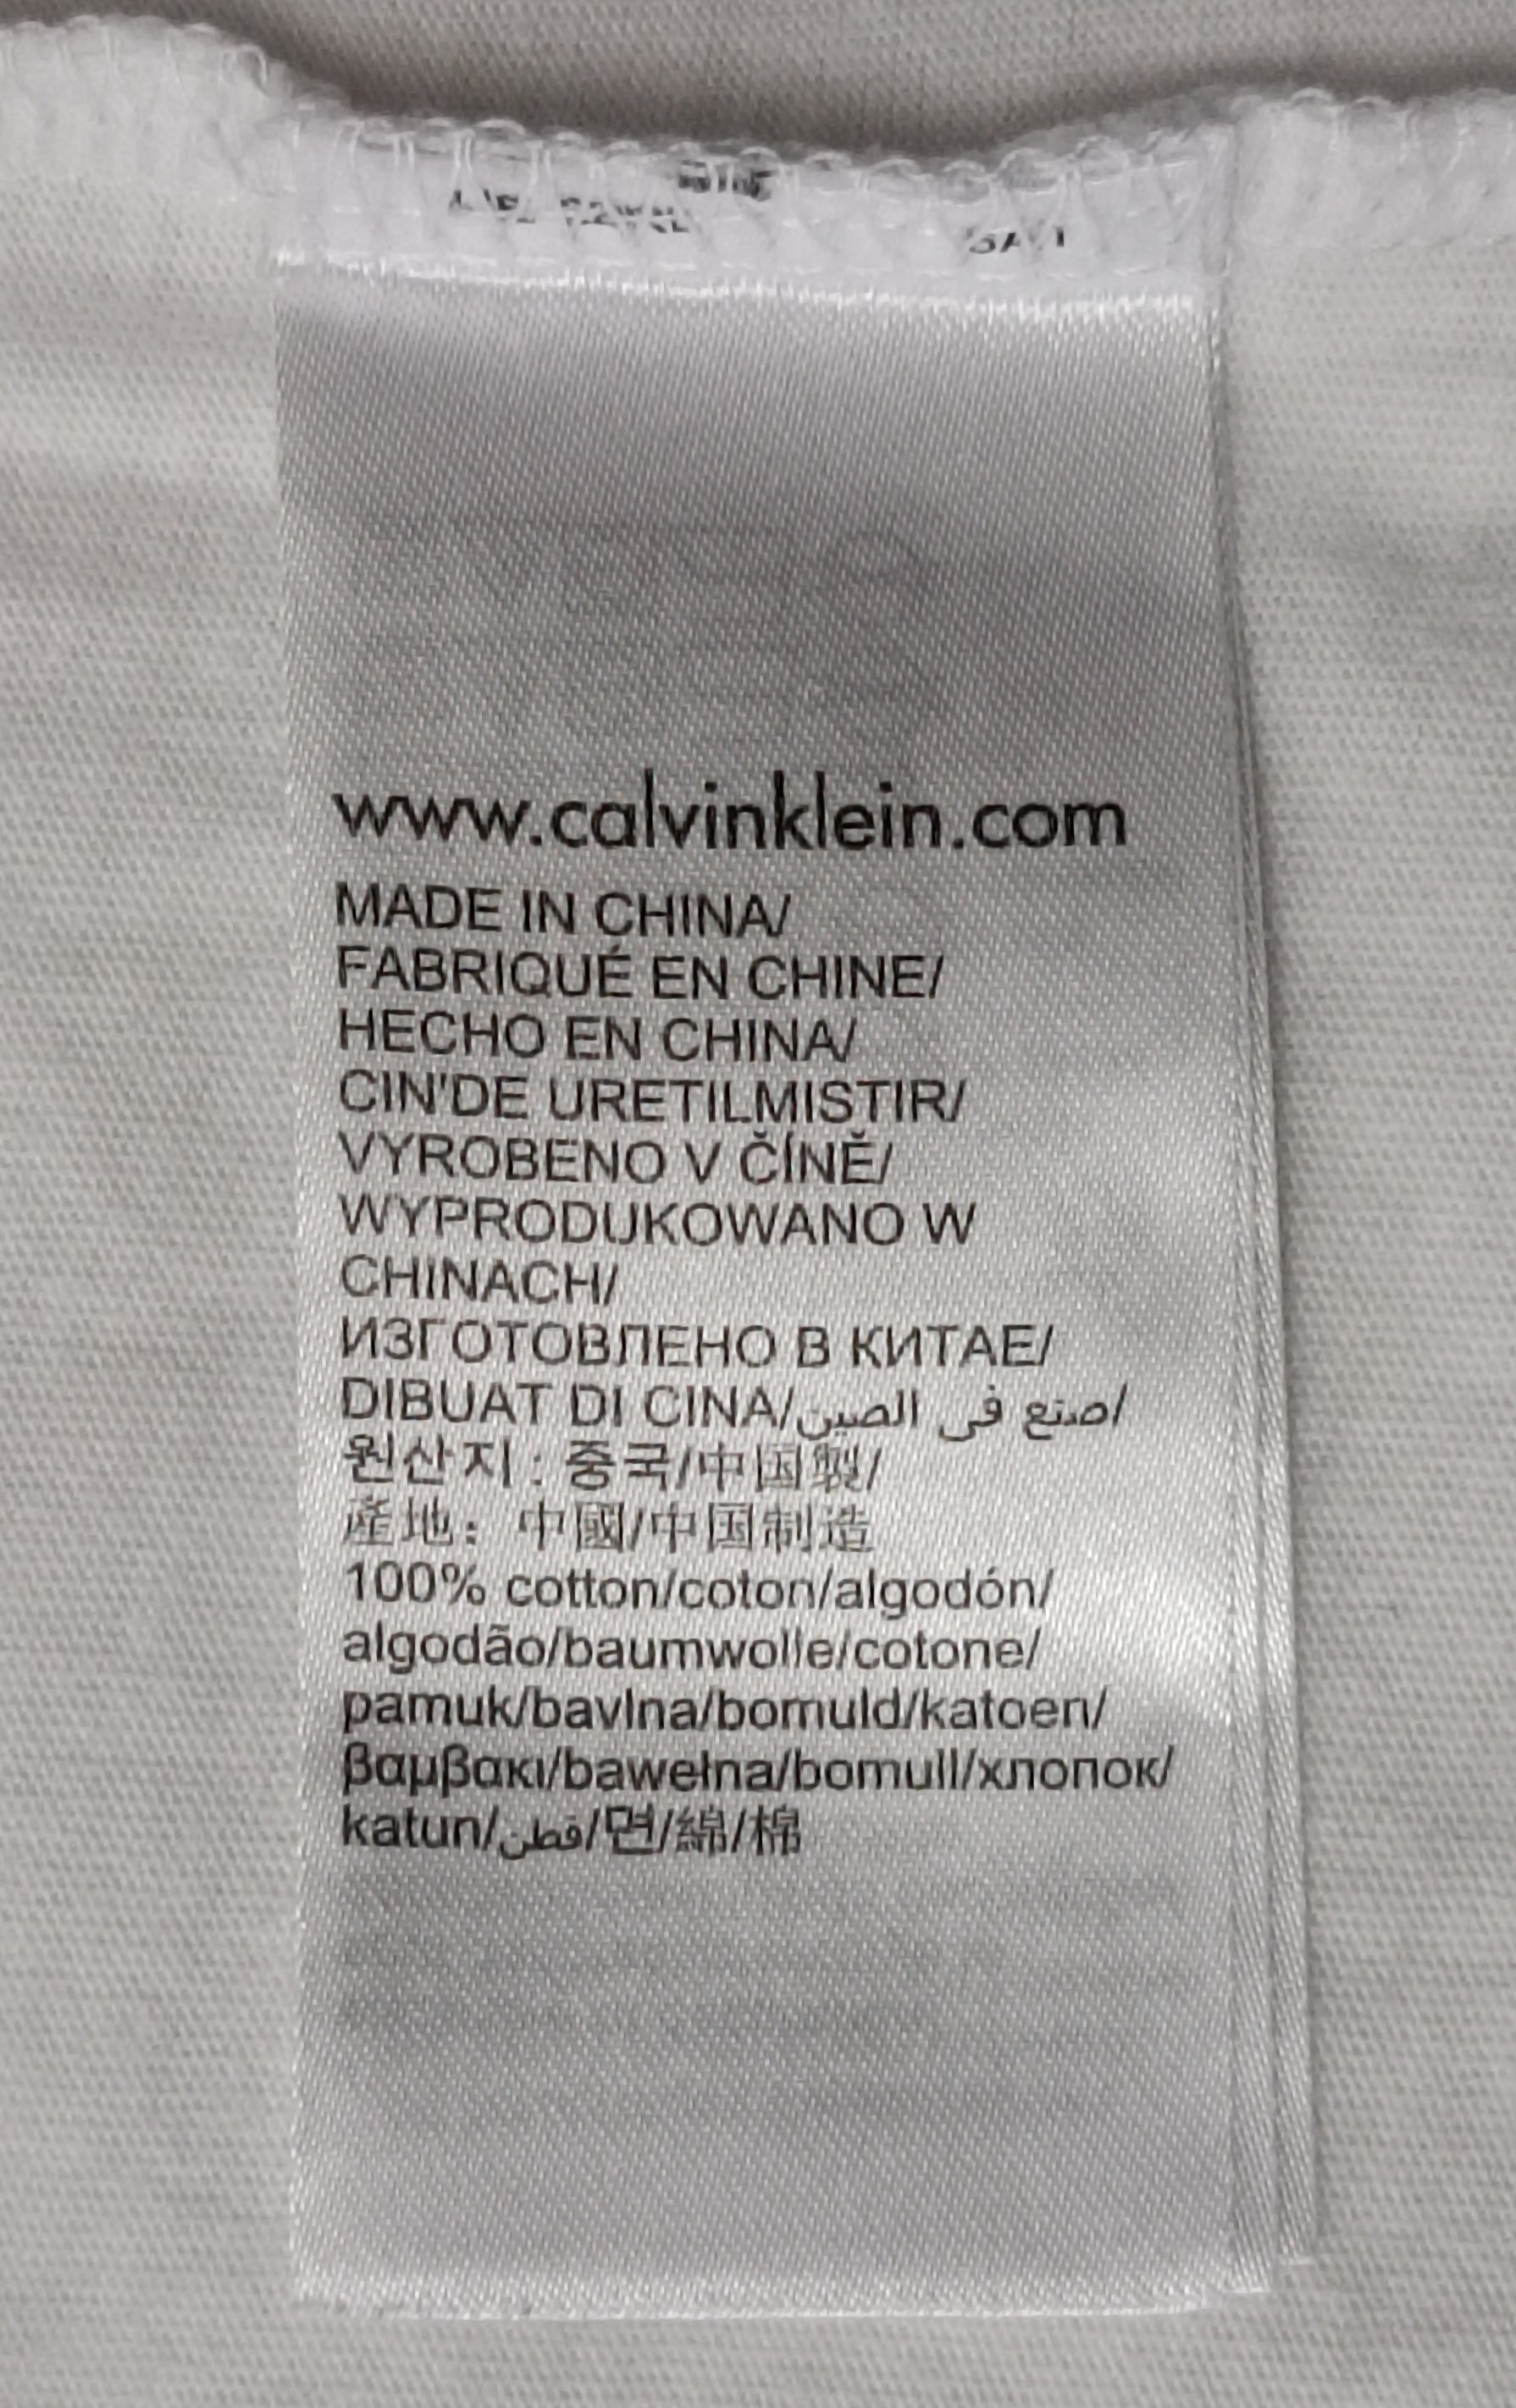 www.calvinklein.com
MADE IN CHINA/
FABRIQUÉ EN CHINE/
HECHO EN CHINA/
CIN'DE URETILMISTIR/
VYROBENO V ČÍNĚ/
WYPRODUKOWANO W
CHINACH/
ИЗГОТОВЛЕНО В КИТАЕ/
DIBUAT DI CINA/صنع فى الصين/
원산지 : 중국/中国製/
產地：中國/中国制造
100% cotton/coton/algodón/
algodão/baumwolle/cotone/
pamuk/bavlna/bomuld/katoen/
βαμβακι/bawełna/bomull/хлопок/
katun/قطن/면/綿/棉